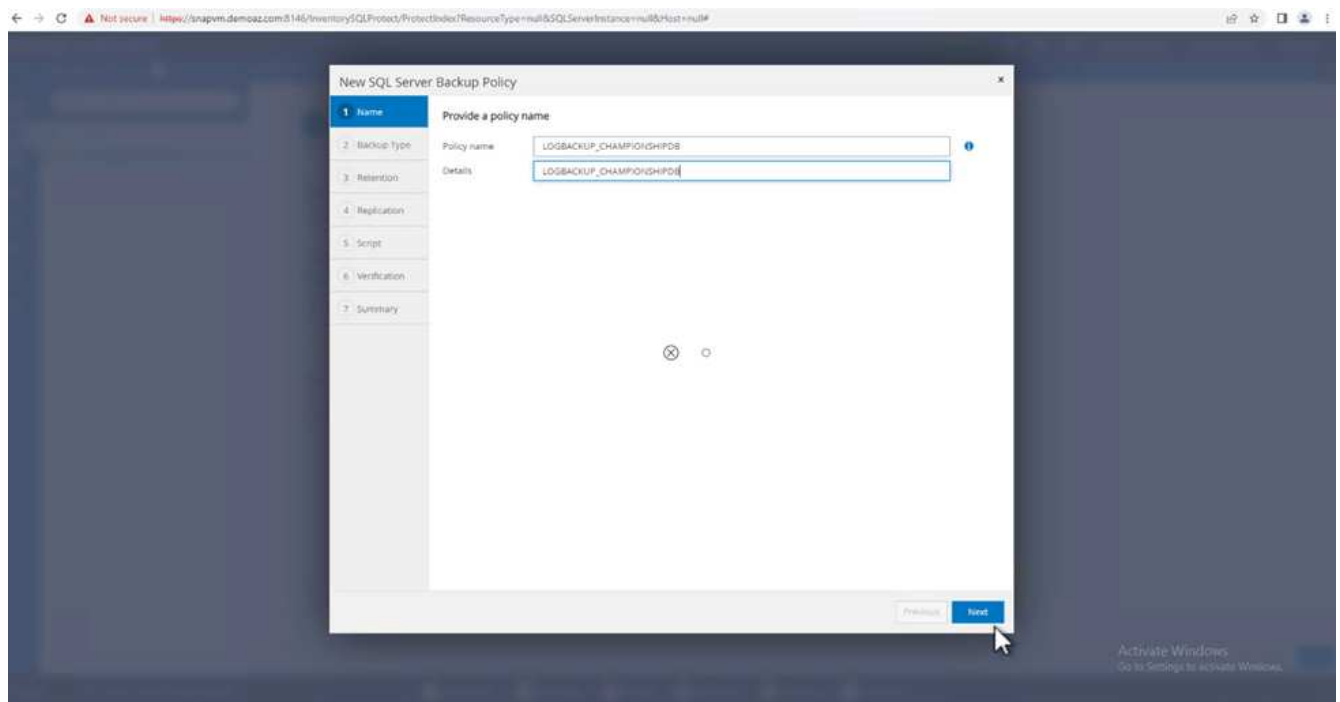 Not secure | https://snapvm.demoaz.com:8146/InventorySQLProtect/ProtectIndex?ResourceType=null&SQLServerInstance=null&Host=null#
New SQL Server Backup Policy
1 Name
Provide a policy name
2 Backup Type
Policy name
LOGBACKUP_CHAMPIONSHIPDB
3 Retention
Details
LOGBACKUP_CHAMPIONSHIPDB
4 Replication
5 Script
6 Verification
7 Summary
Previous
Next
Activate Windows
Go to Settings to activate Windows.